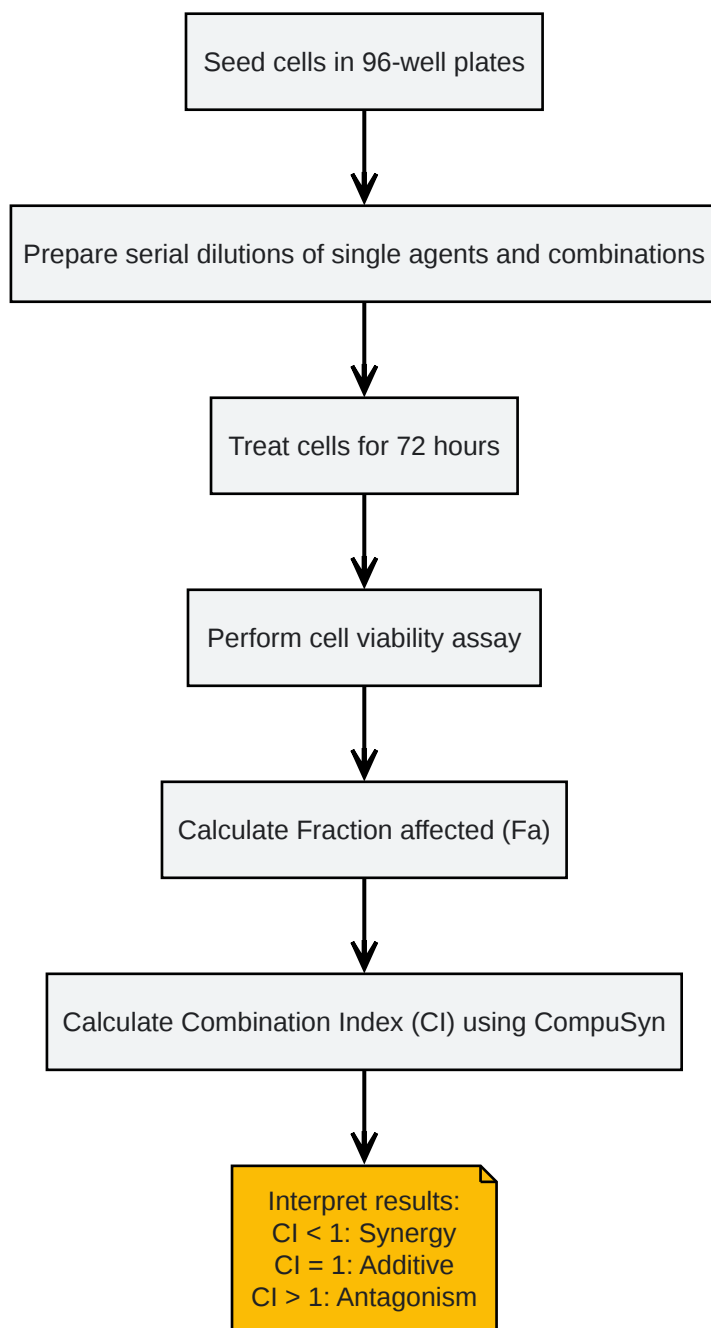 Seed cells in 96-well plates
Prepare serial dilutions of single agents and combinations
Treat cells for 72 hours
Perform cell viability assay
Calculate Fraction affected (Fa)
Calculate Combination Index (CI) using CompuSyn
Interpret results:
CI < 1: Synergy
CI = 1: Additive
CI > 1: Antagonism